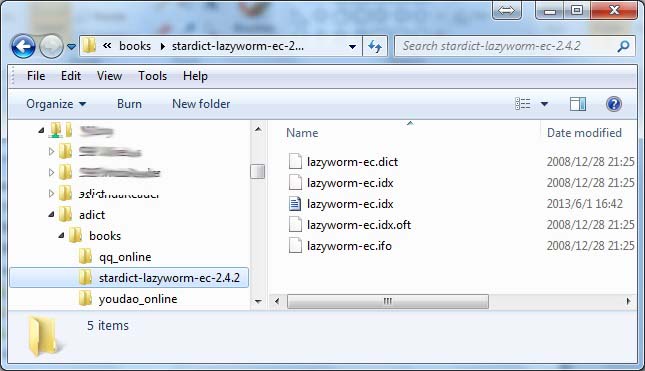 « books ▸ stardict-lazyworm-ec-2... Search stardict-lazyworm-ec-2.4.2
File Edit View Tools Help
Organize Burn New folder
Name Date modified
lazyworm-ec.dict 2008/12/28 21:25
lazyworm-ec.idx 2008/12/28 21:25
lazyworm-ec.idx 2013/6/1 16:42
lazyworm-ec.idx.oft 2008/12/28 21:25
lazyworm-ec.ifo 2008/12/28 21:25
adict
books
qq_online
stardict-lazyworm-ec-2.4.2
youdao_online
5 items